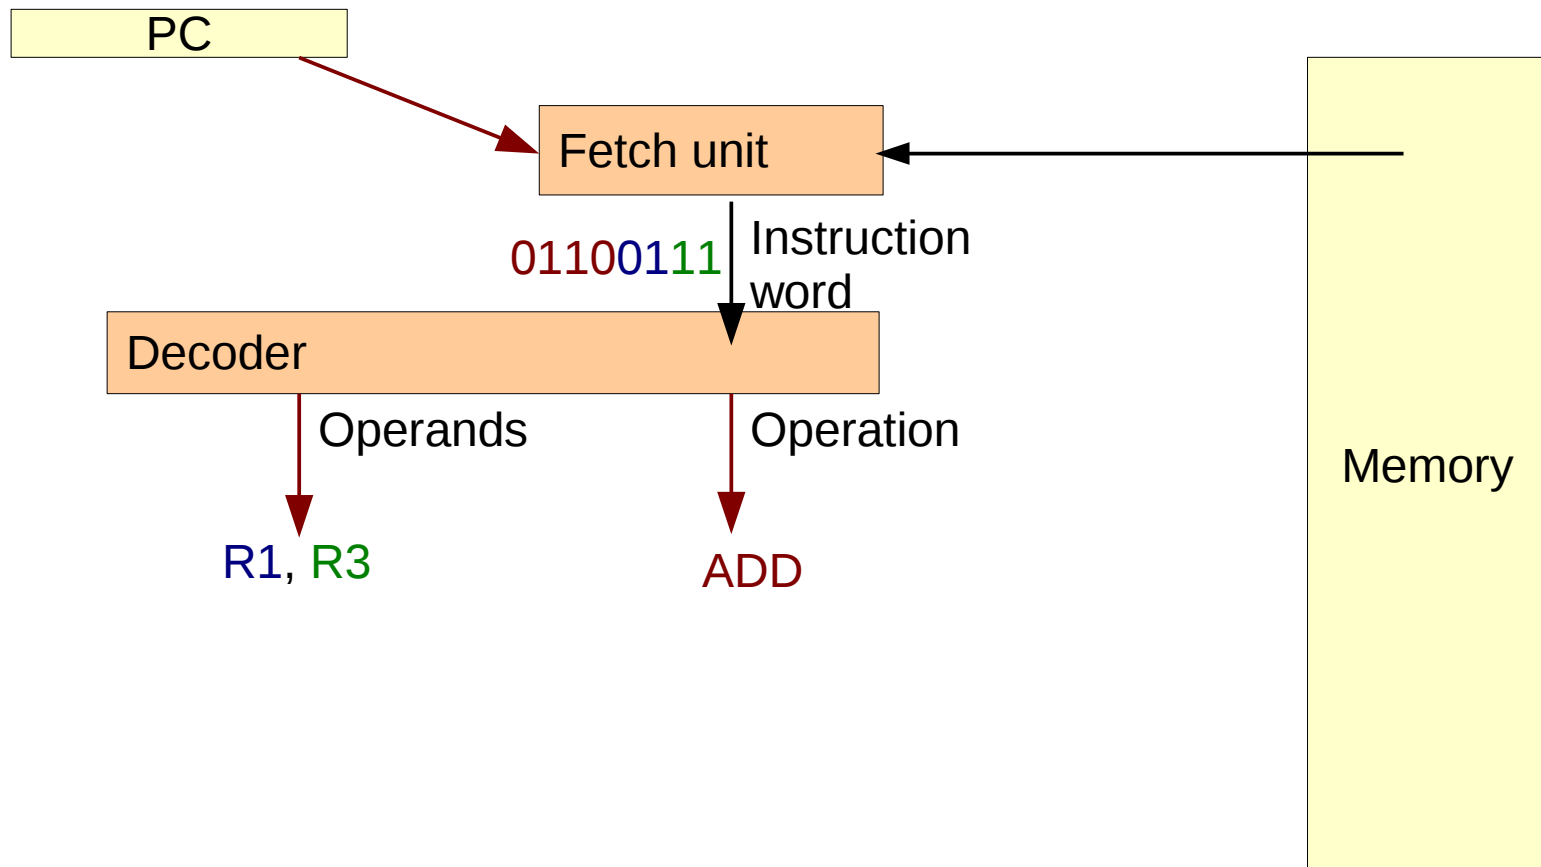 PC
Fetch unit
01100111
Instruction
word
Decoder
Operands
Operation
Memory
R1, R3
ADD